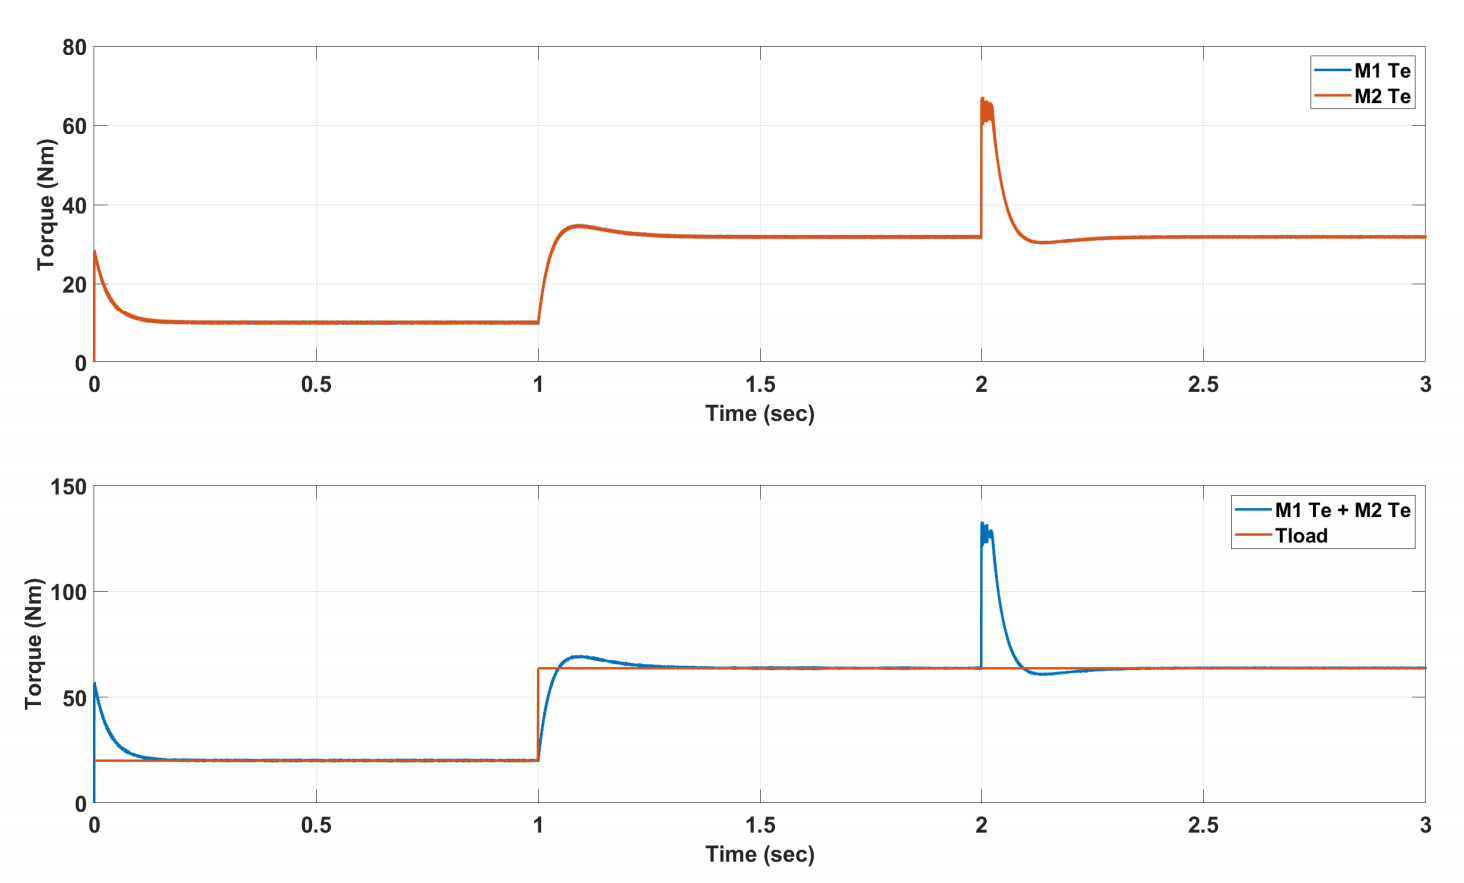 80
60
40
20
0
Torque (Nm)
M1 Te
M2 Te
0 0.5 1 1.5 2 2.5 3
Time (sec)
150
100
50
0
Torque (Nm)
M1 Te + M2 Te
Tload
0 0.5 1 1.5 2 2.5 3
Time (sec)